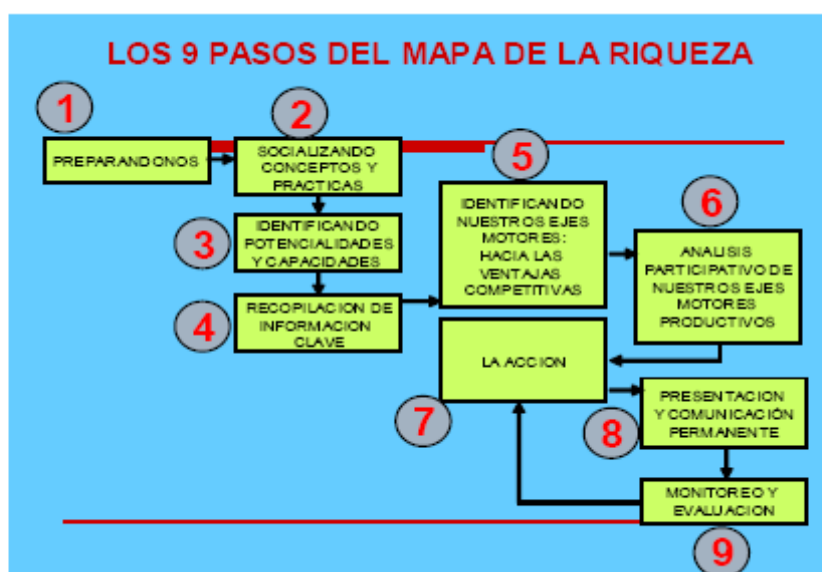 LOS 9 PASOS DEL MAPA DE LA RIQUEZA
1
PREPARANDONOS
2
SOCIALIZANDO
CONCEPTOS Y
PRACTICAS
3
IDENTIFICANDO
POTENCIALIDADES
Y CAPACIDADES
4
RECOPILACION DE
INFORMACION
CLAVE
5
IDENTIFICANDO
NUESTROS EJES
MOTORES:
HACIA LAS
VENTAJAS
COMPETITIVAS
6
ANALISIS
PARTICIPATIVO DE
NUESTROS EJES
MOTORES
PRODUCTIVOS
7
LA ACCION
8
PRESENTACION
Y COMUNICACIÓN
PERMANENTE
9
MONITOREO Y
EVALUACION